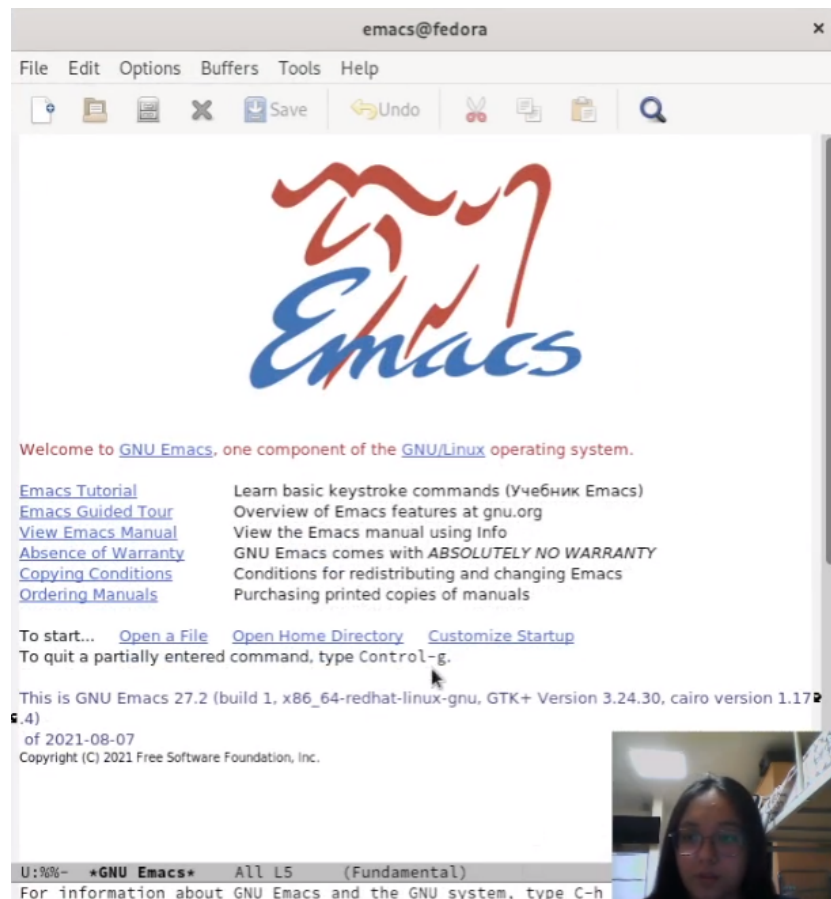 emacs@fedora ×
File Edit Options Buffers Tools Help
Save Undo
Emacs
Welcome to GNU Emacs, one component of the GNU/Linux operating system.
Emacs Tutorial Learn basic keystroke commands (Учебник Emacs)
Emacs Guided Tour Overview of Emacs features at gnu.org
View Emacs Manual View the Emacs manual using Info
Absence of Warranty GNU Emacs comes with ABSOLUTELY NO WARRANTY
Copying Conditions Conditions for redistributing and changing Emacs
Ordering Manuals Purchasing printed copies of manuals
To start... Open a File Open Home Directory Customize Startup
To quit a partially entered command, type Control-g.
This is GNU Emacs 27.2 (build 1, x86_64-redhat-linux-gnu, GTK+ Version 3.24.30, cairo version 1.17
.4)
of 2021-08-07
Copyright (C) 2021 Free Software Foundation, Inc.
U:%%- *GNU Emacs* All L5 (Fundamental)
For information about GNU Emacs and the GNU system, type C-h